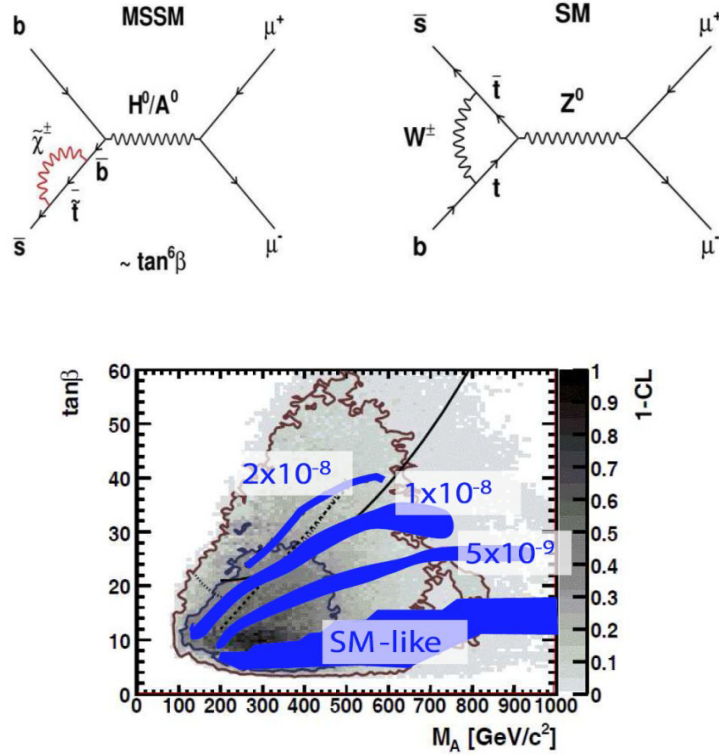 MSSM
b
μ⁺
H⁰/A⁰
χ̃±
b̄
t̃̄
s̄
μ⁻
~ tan⁶β
SM
s̄
μ⁺
t̄
Z⁰
W±
t
b
μ⁻
tanβ
60
50
40
30
20
10
0
2x10⁻⁸
1x10⁻⁸
5x10⁻⁹
SM-like
0 100 200 300 400 500 600 700 800 900 1000
M_A [GeV/c²]
1
0.9
0.8
0.7
0.6
0.5
0.4
0.3
0.2
0.1
0
1-CL